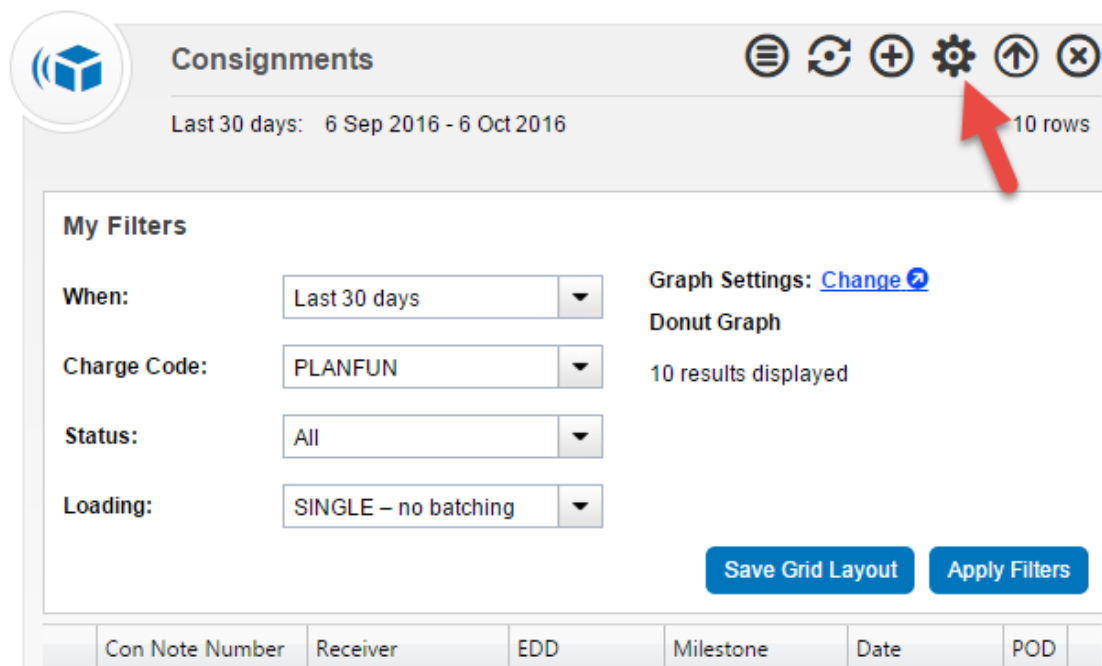 Consignments
Last 30 days: 6 Sep 2016 - 6 Oct 2016 10 rows
My Filters
When: Last 30 days
Graph Settings: Change
Donut Graph
Charge Code: PLANFUN
10 results displayed
Status: All
Loading: SINGLE – no batching
Save Grid Layout Apply Filters
Con Note Number Receiver EDD Milestone Date POD